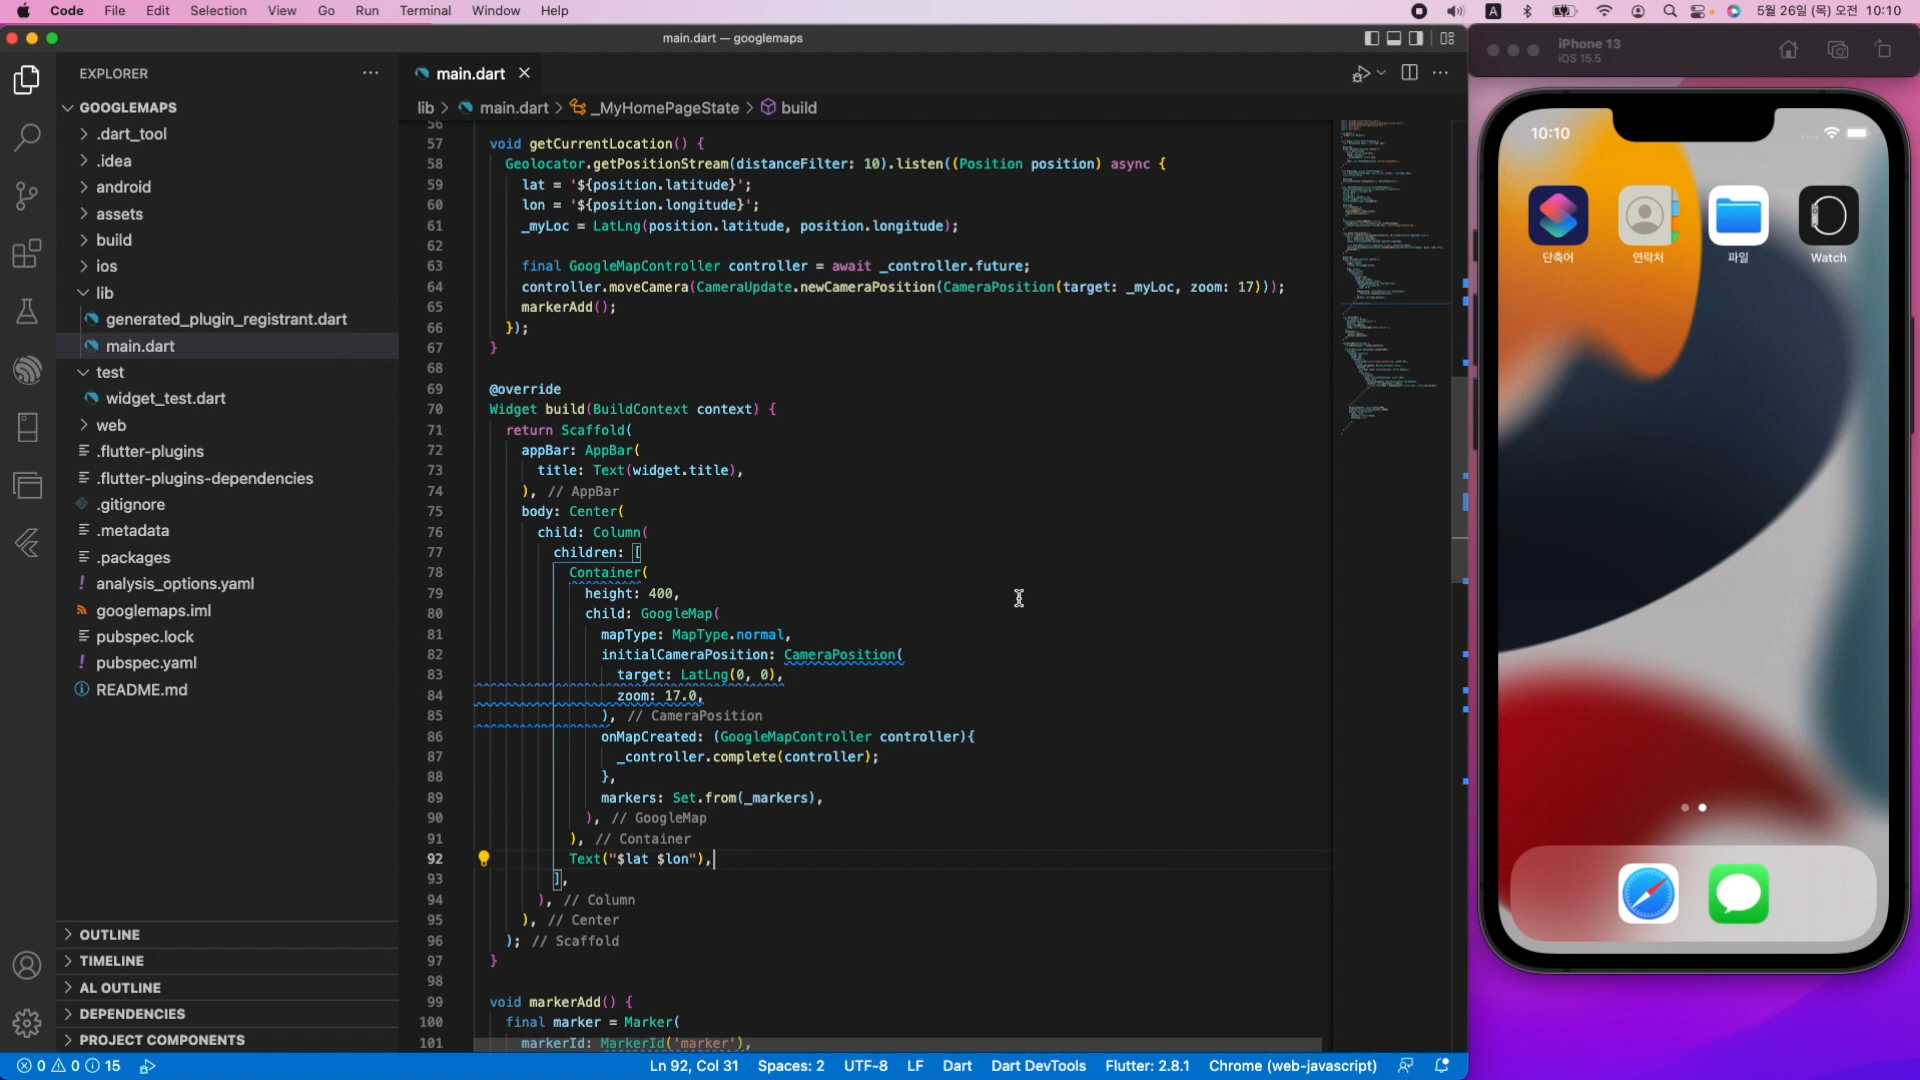 Code File Edit Selection View Go Run Terminal Window Help
A
5월 26일 (목) 오전 10:10
main.dart — googlemaps
EXPLORER
GOOGLEMAPS
.dart_tool
.idea
android
assets
build
ios
lib
generated_plugin_registrant.dart
main.dart
test
widget_test.dart
web
.flutter-plugins
.flutter-plugins-dependencies
.gitignore
.metadata
.packages
analysis_options.yaml
googlemaps.iml
pubspec.lock
pubspec.yaml
README.md
OUTLINE
TIMELINE
AL OUTLINE
DEPENDENCIES
PROJECT COMPONENTS
main.dart
lib > main.dart > _MyHomePageState > build
56
57 void getCurrentLocation() {
58 Geolocator.getPositionStream(distanceFilter: 10).listen((Position position) async {
59 lat = '${position.latitude}';
60 lon = '${position.longitude}';
61 _myLoc = LatLng(position.latitude, position.longitude);
62
63 final GoogleMapController controller = await _controller.future;
64 controller.moveCamera(CameraUpdate.newCameraPosition(CameraPosition(target: _myLoc, zoom: 17)));
65 markerAdd();
66 });
67 }
68
69 @override
70 Widget build(BuildContext context) {
71 return Scaffold(
72 appBar: AppBar(
73 title: Text(widget.title),
74 ), // AppBar
75 body: Center(
76 child: Column(
77 children: [
78 Container(
79 height: 400,
80 child: GoogleMap(
81 mapType: MapType.normal,
82 initialCameraPosition: CameraPosition(
83 target: LatLng(0, 0),
84 zoom: 17.0,
85 ), // CameraPosition
86 onMapCreated: (GoogleMapController controller){
87 _controller.complete(controller);
88 },
89 markers: Set.from(_markers),
90 ), // GoogleMap
91 ), // Container
92 Text("$lat $lon"),
93 ],
94 ), // Column
95 ), // Center
96 ); // Scaffold
97 }
98
99 void markerAdd() {
100 final marker = Marker(
101 markerId: MarkerId('marker'),
0 0 15
Ln 92, Col 31 Spaces: 2 UTF-8 LF Dart Dart DevTools Flutter: 2.8.1 Chrome (web-javascript)
iPhone 13
iOS 15.5
10:10
단축어 연락처 파일 Watch